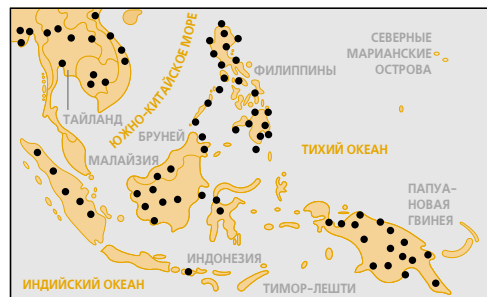 ЮЖНО-КИТАЙСКОЕ МОРЕ
СЕВЕРНЫЕ
МАРИАНСКИЕ
ОСТРОВА
ФИЛИППИНЫ
ТАЙЛАНД
БРУНЕЙ
МАЛАЙЗИЯ
ТИХИЙ ОКЕАН
ПАПУА–
НОВАЯ
ГВИНЕЯ
ИНДОНЕЗИЯ
ИНДИЙСКИЙ ОКЕАН
ТИМОР-ЛЕШТИ